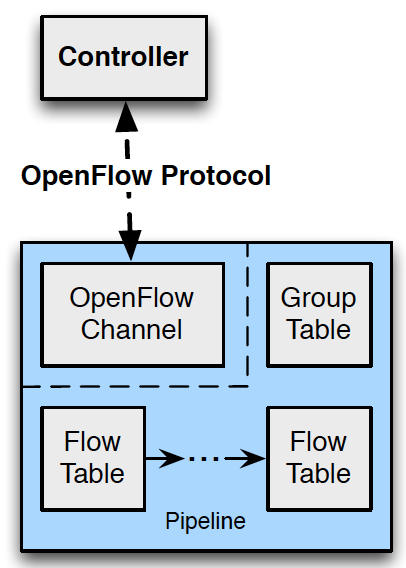 Controller
OpenFlow Protocol
OpenFlow
Channel
Group
Table
Flow
Table
Flow
Table
Pipeline